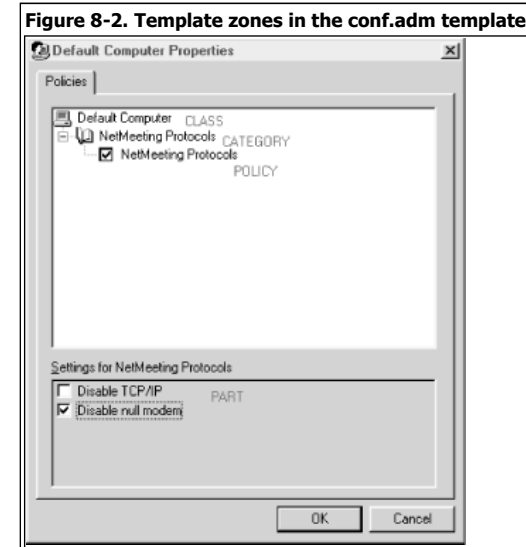 Figure 8-2. Template zones in the conf.adm template
Default Computer Properties
Policies
Default Computer CLASS
NetMeeting Protocols CATEGORY
NetMeeting Protocols
POLICY
Settings for NetMeeting Protocols
Disable TCP/IP PART
Disable null modem
OK Cancel